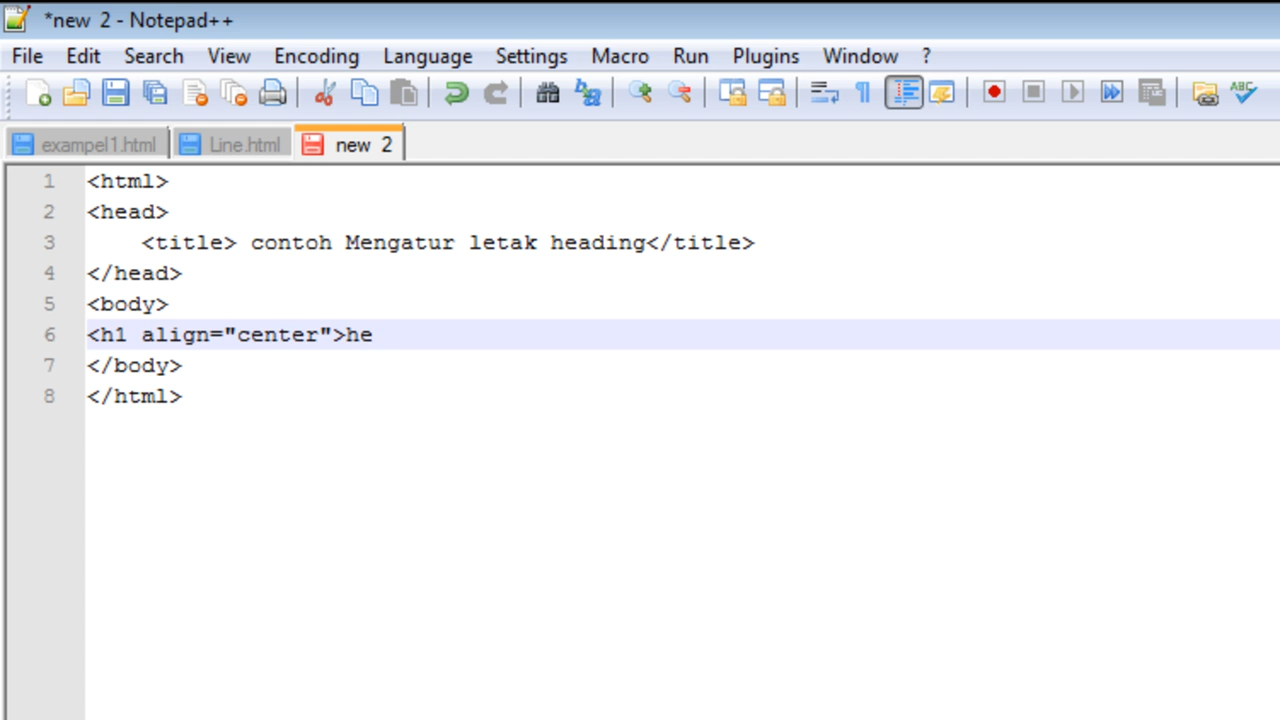 *new 2 - Notepad++
File Edit Search View Encoding Language Settings Macro Run Plugins Window ?
ABC
exampel1.html Line.html new 2
1 <html>
2 <head>
3 <title> contoh Mengatur letak heading</title>
4 </head>
5 <body>
6 <h1 align="center">he
7 </body>
8 </html>